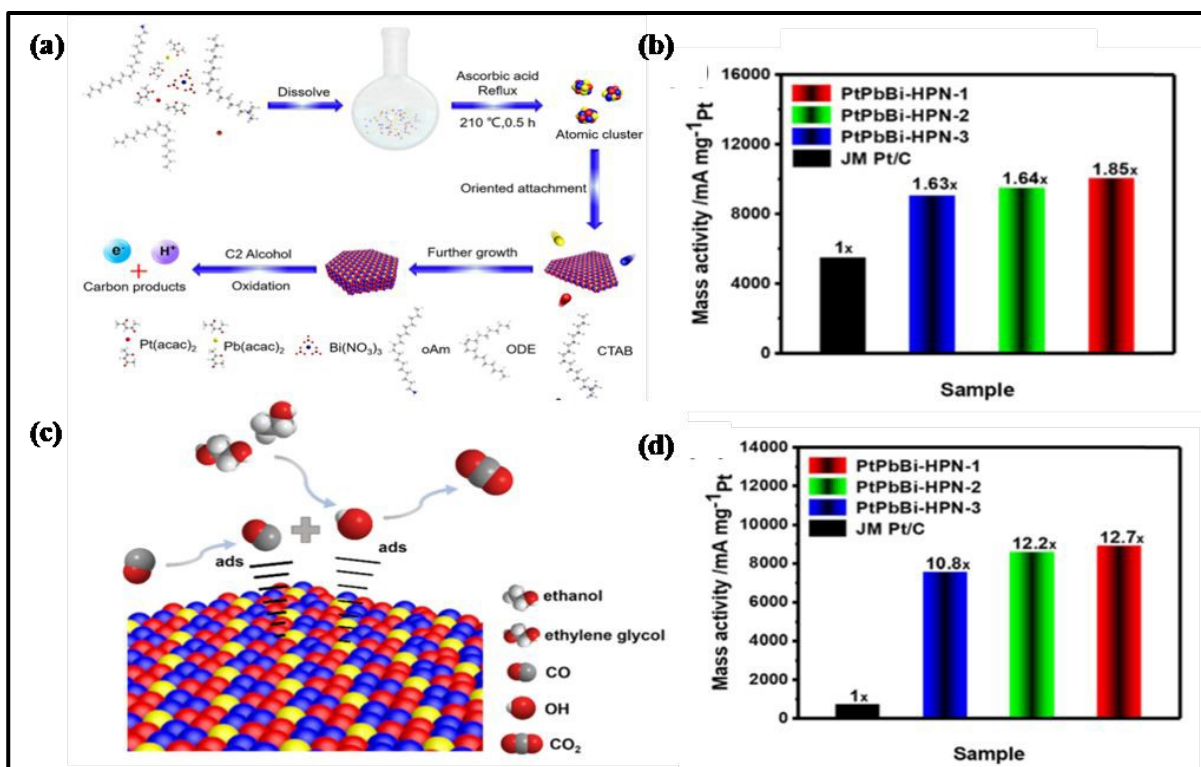 (a)
Dissolve
Ascorbic acid
Reflux
210 ℃,0.5 h
Atomic cluster
Oriented attachment
Further growth
C2 Alcohol
Oxidation
e-
H+
+
Carbon products
Pt(acac)2
Pb(acac)2
Bi(NO3)3
oAm
ODE
CTAB
(b)
Mass activity /mA mg-1Pt
16000
12000
8000
4000
0
PtPbBi-HPN-1
PtPbBi-HPN-2
PtPbBi-HPN-3
JM Pt/C
1x
1.63x
1.64x
1.85x
Sample
(c)
ads
ads
ethanol
ethylene glycol
CO
OH
CO2
(d)
Mass activity /mA mg-1Pt
14000
12000
10000
8000
6000
4000
2000
0
PtPbBi-HPN-1
PtPbBi-HPN-2
PtPbBi-HPN-3
JM Pt/C
1x
10.8x
12.2x
12.7x
Sample